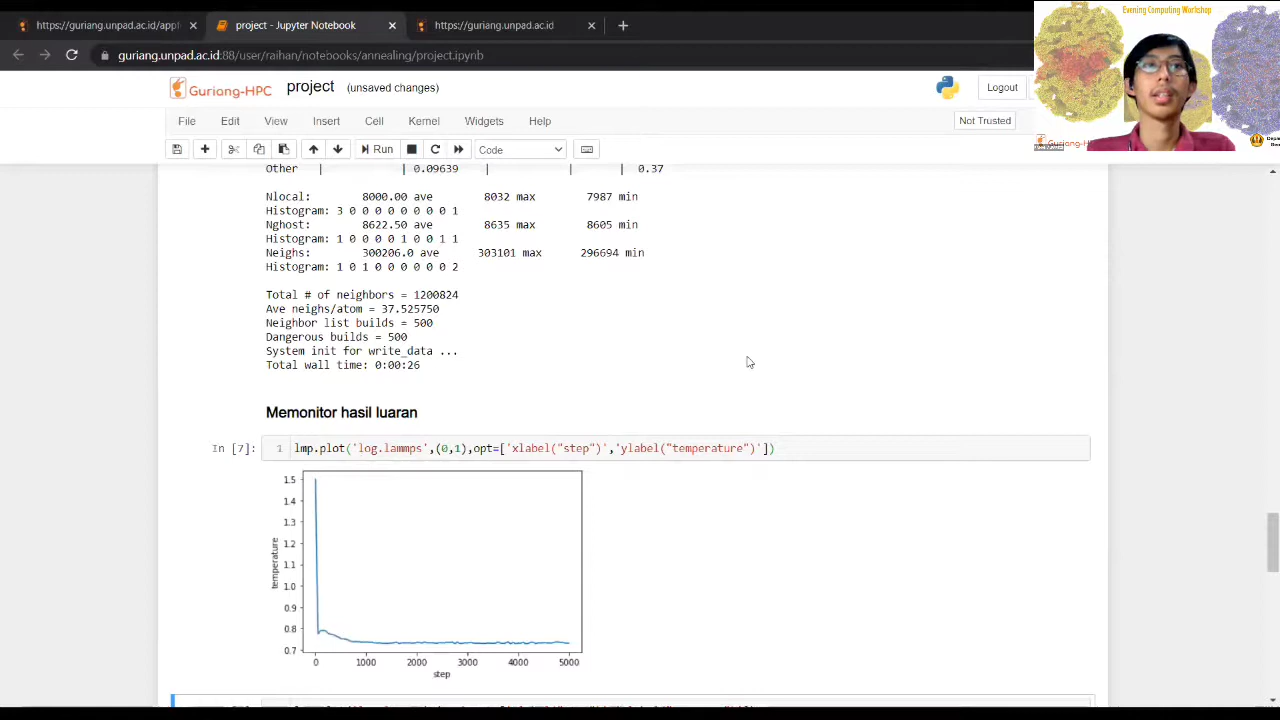 https://guriang.unpad.ac.id/appl
project - Jupyter Notebook
guriang.unpad.ac.id:88/user/raihan/notebooks/annealing/project.ipynb
Evening Computing Workshop
Guriang-HPC
project (unsaved changes)
Logout
File Edit View Cell Kernel Widgets Help
Not Trusted
Run
Code
Other | 0.09639 | | | 0.37
Nlocal: 8000.00 ave 8032 max 7987 min
Histogram: 3 0 0 0 0 0 0 0 0 1
Nghost: 8622.50 ave 8635 max 8605 min
Histogram: 1 0 0 0 0 1 0 0 1 1
Neighs: 300206.0 ave 303101 max 296694 min
Histogram: 1 0 1 0 0 0 0 0 0 2
Total # of neighbors = 1200824
Ave neighs/atom = 37.525750
Neighbor list builds = 500
Dangerous builds = 500
System init for write_data ...
Total wall time: 0:00:26
Memonitor hasil luaran
In [7]: 1 lmp.plot('log.lammps',(0,1),opt=['xlabel("step")','ylabel("temperature")'])
1.5
1.4
1.3
1.2
1.1
1.0
0.9
0.8
0.7
temperature
0 1000 2000 3000 4000 5000
step